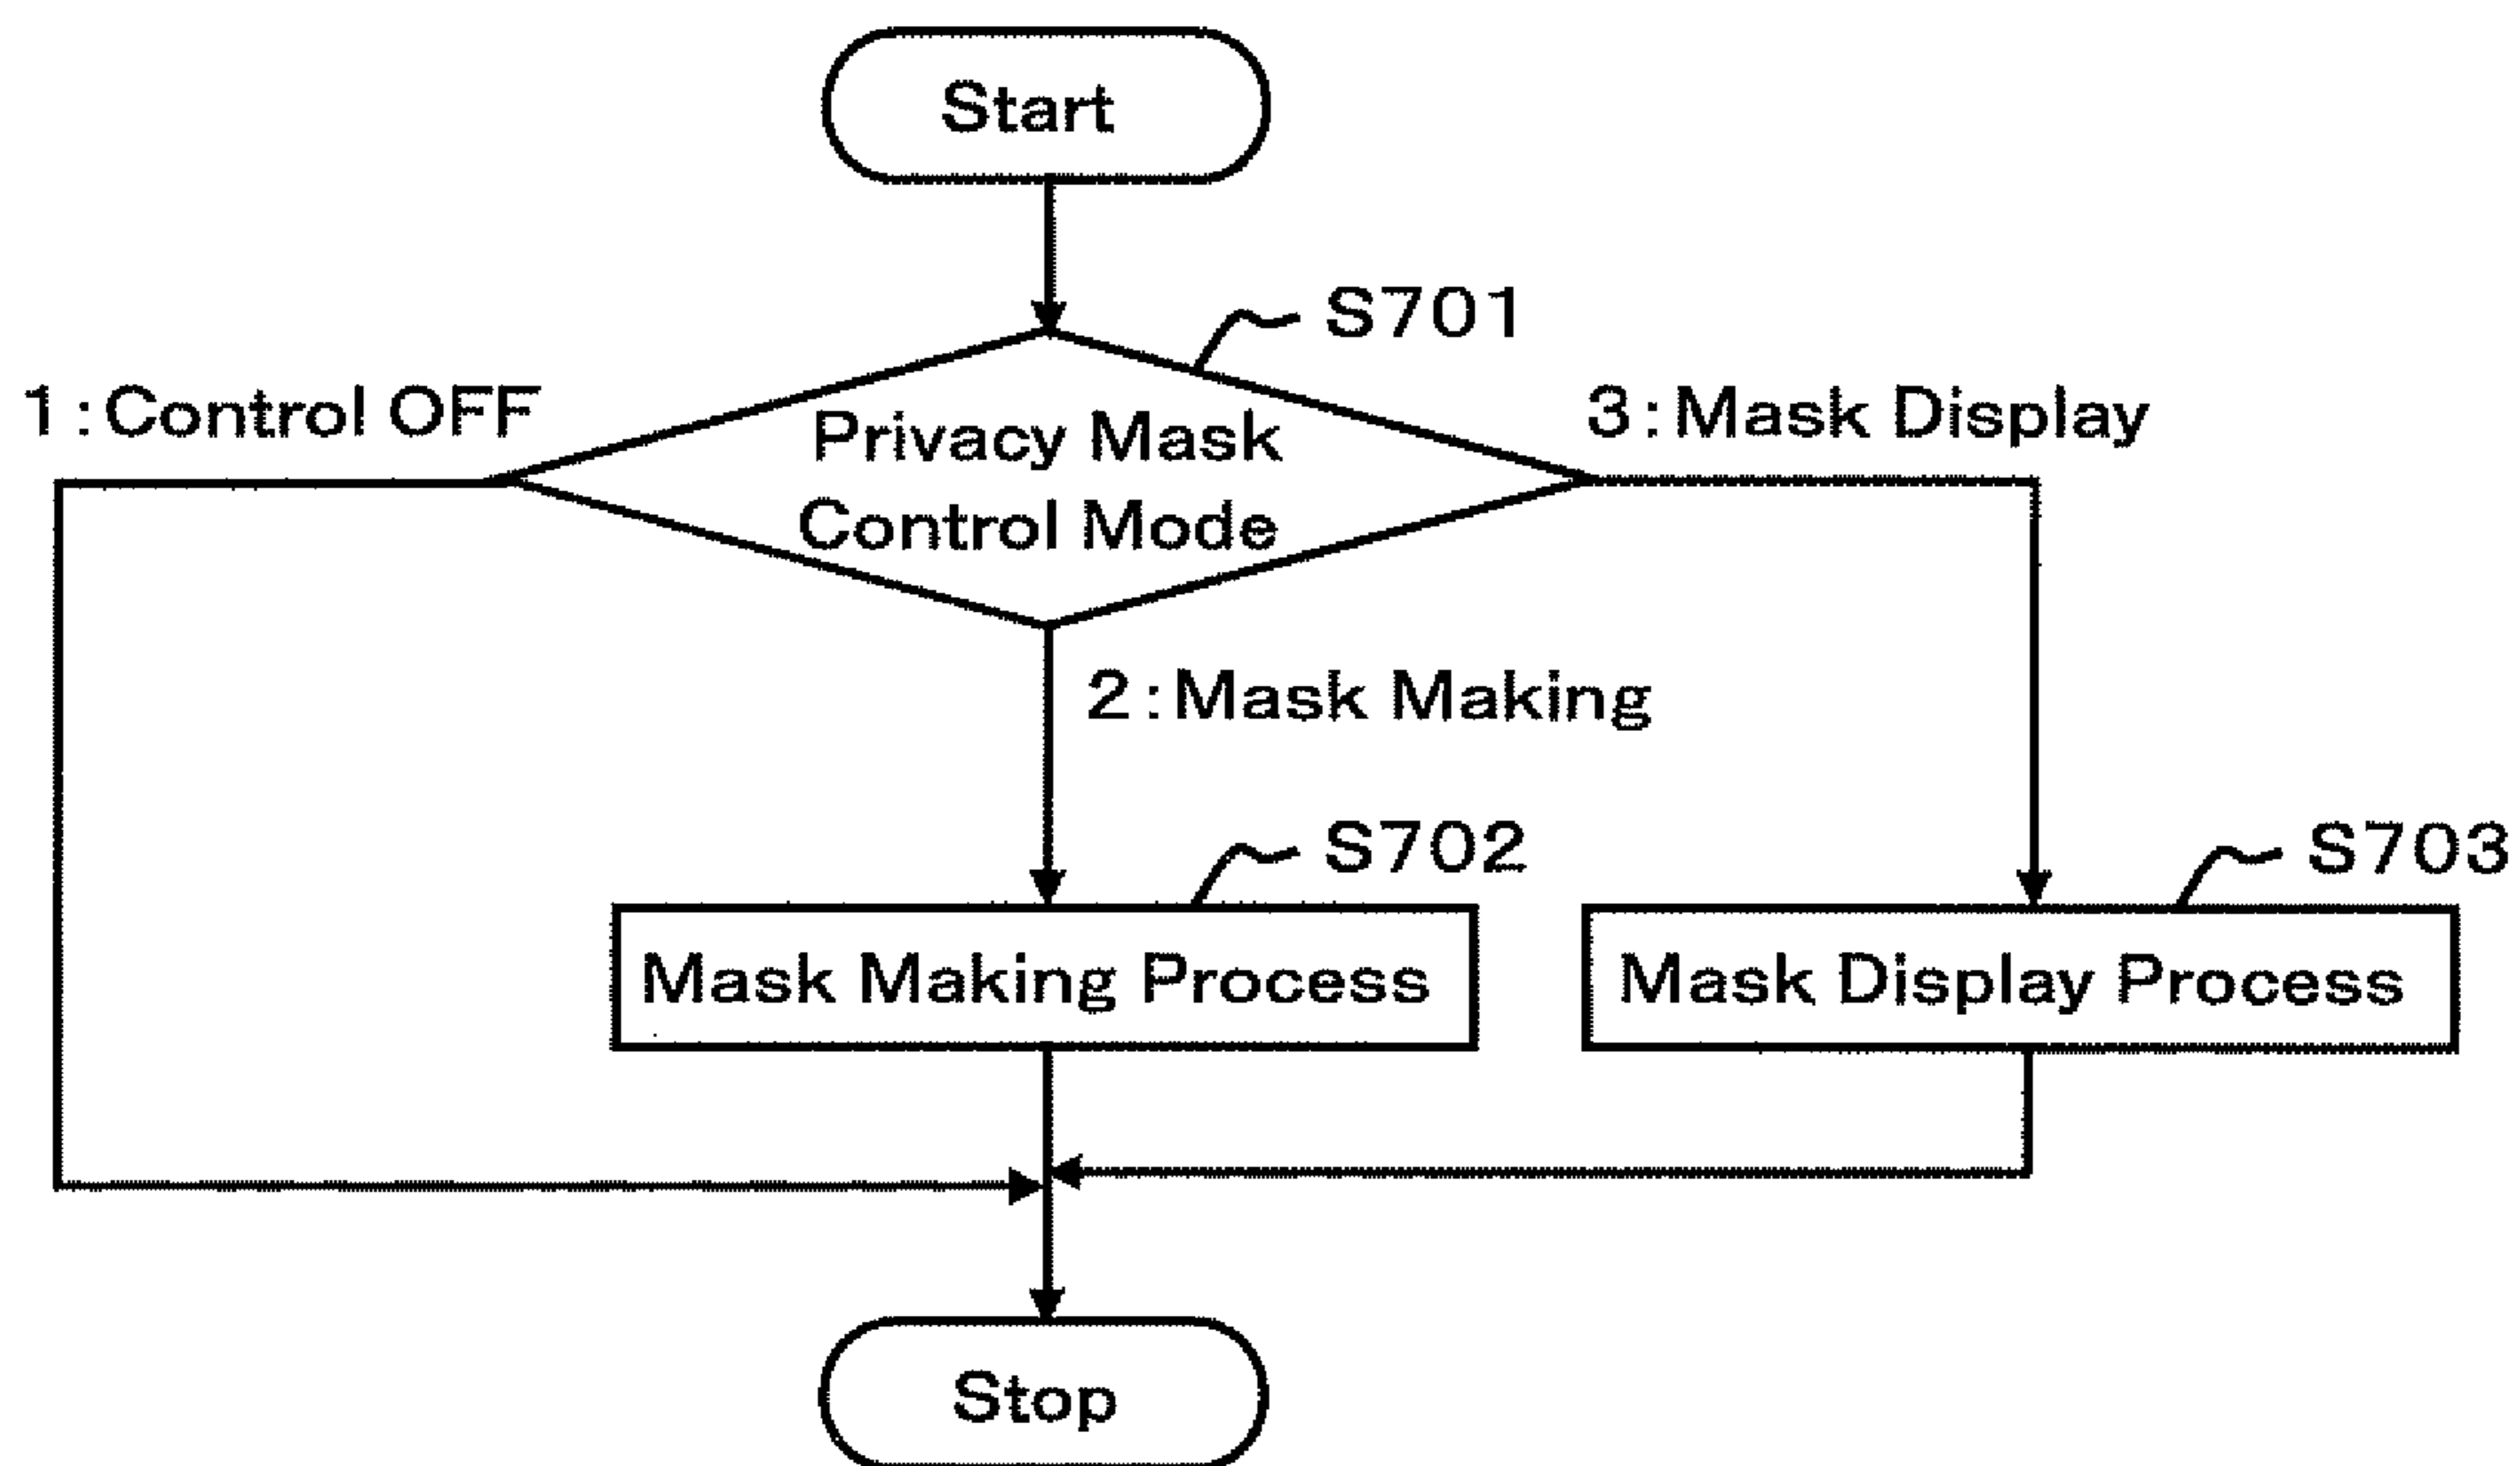 Start
S701
1:Control OFF
Privacy Mask
Control Mode
3:Mask Display
2:Mask Making
S702
S703
Mask Making Process
Mask Display Process
Stop